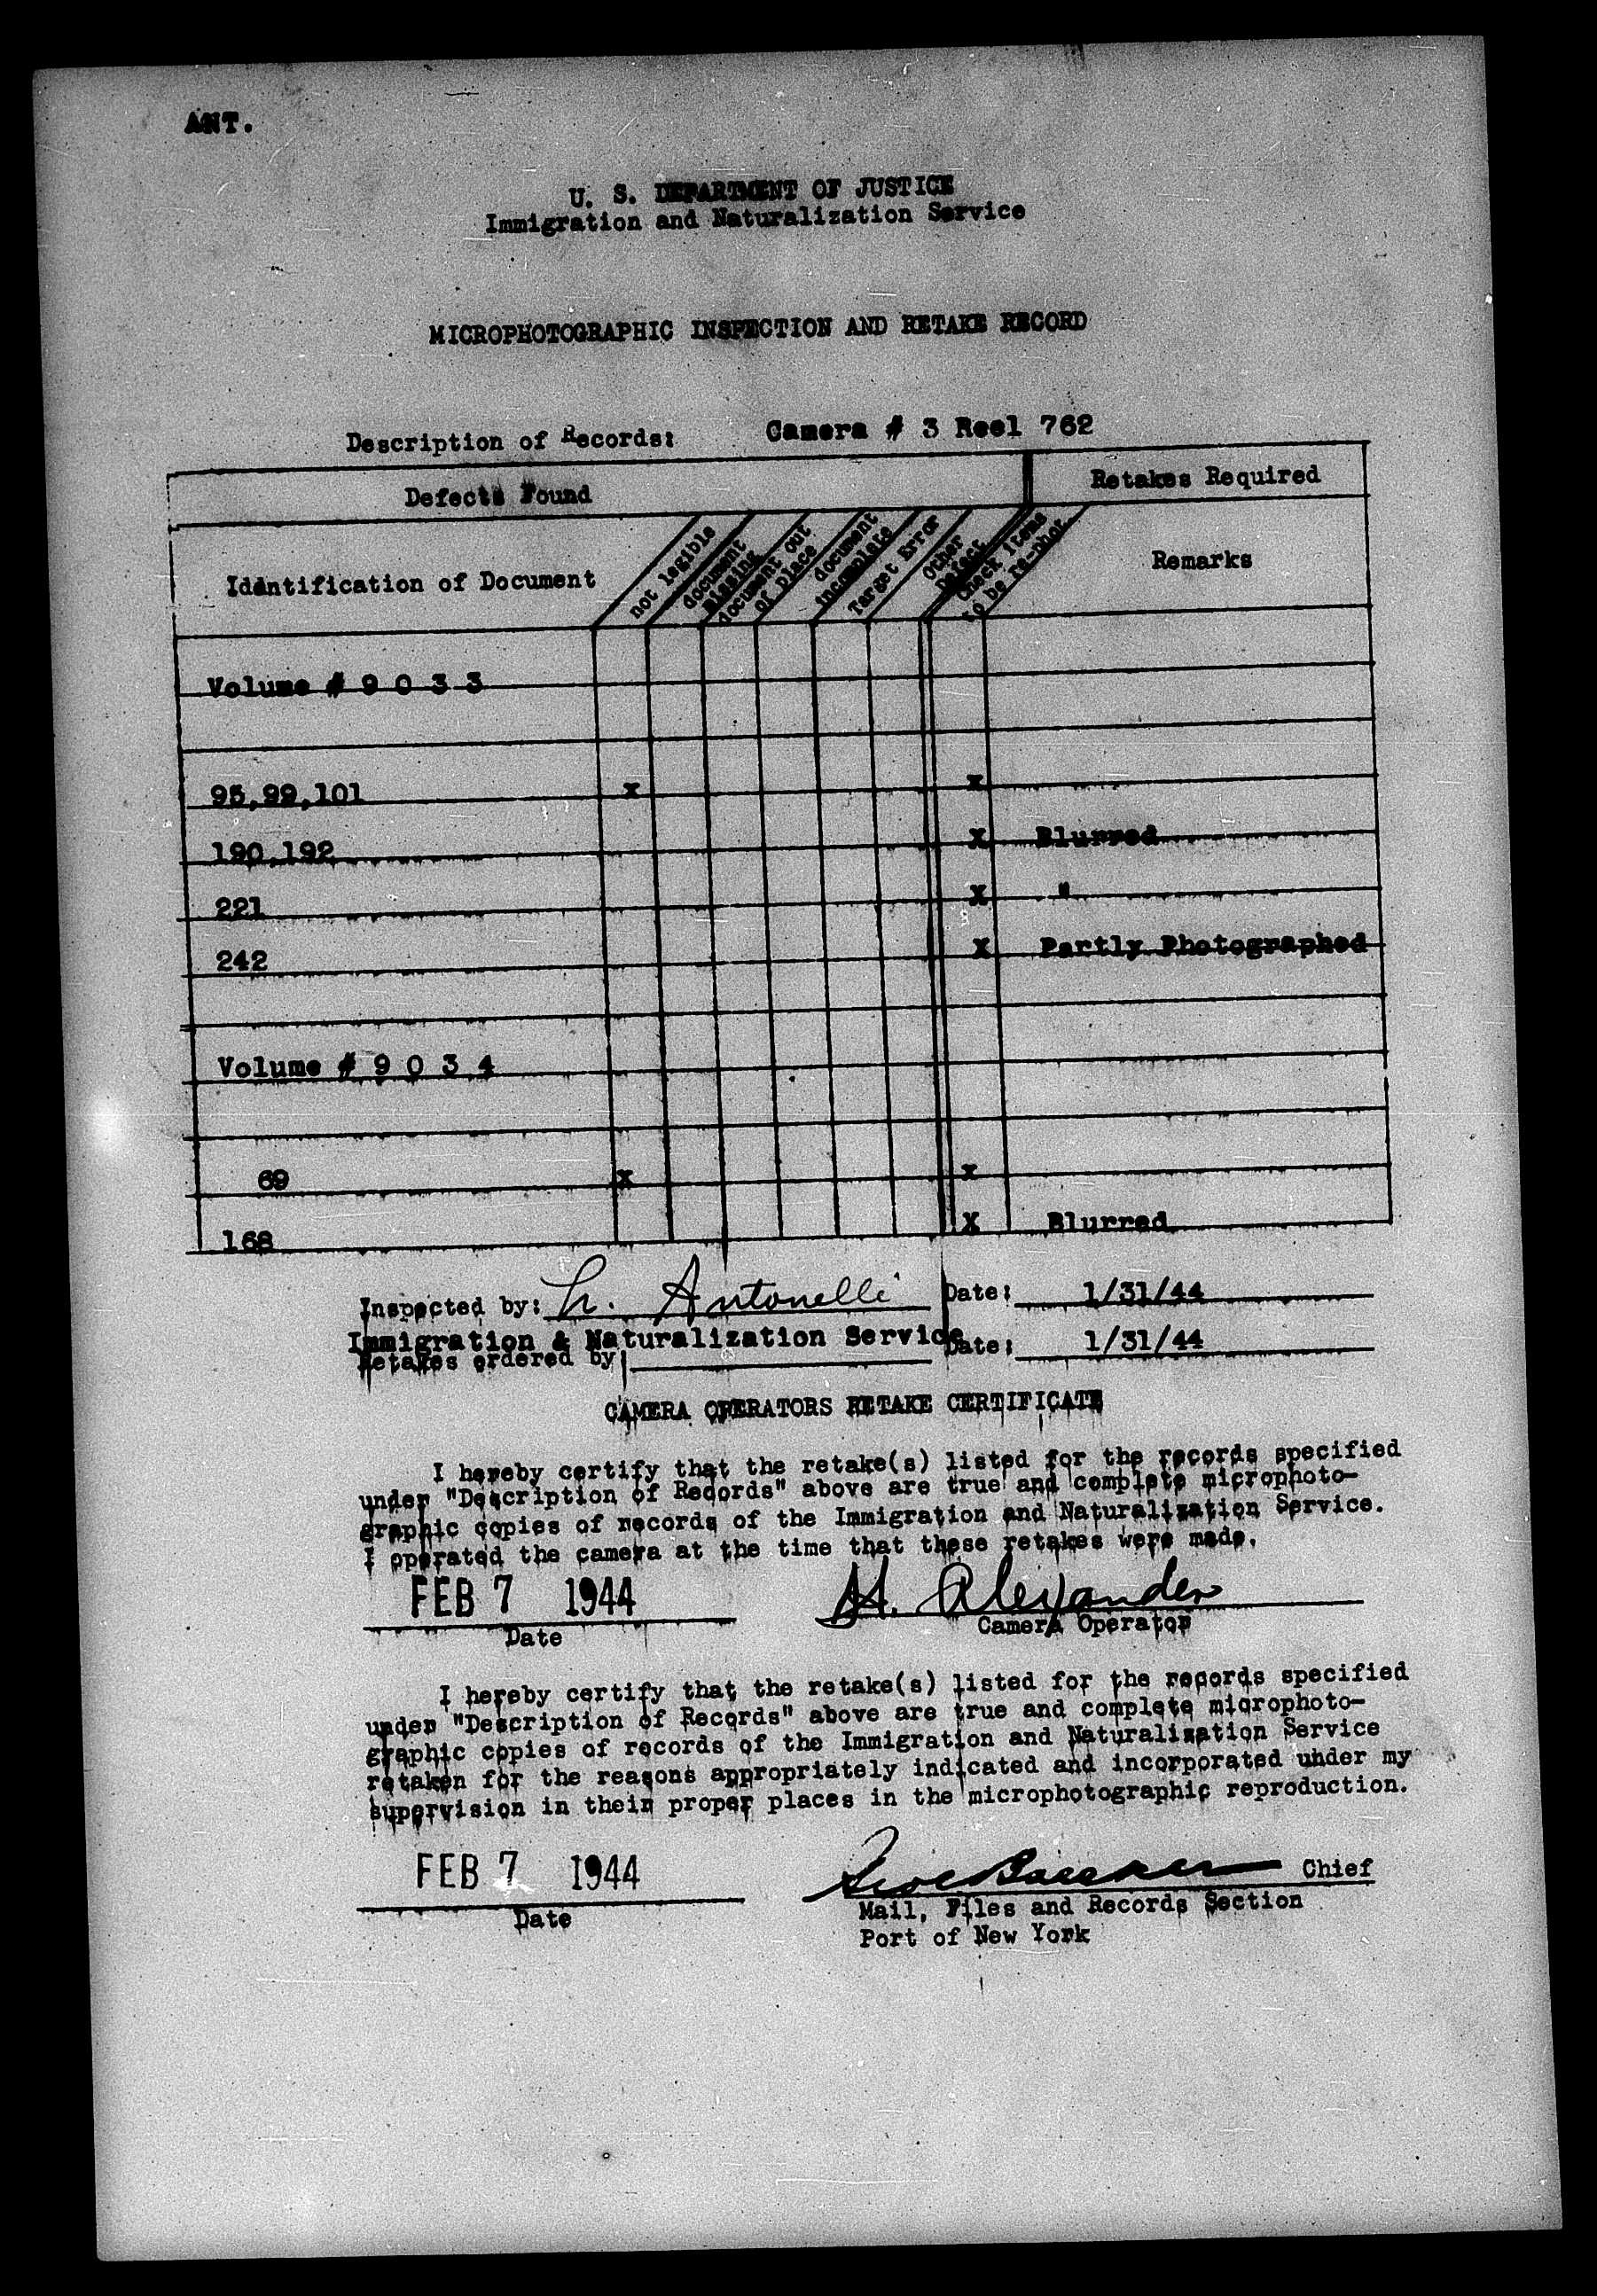 ANT.
U. S. DEPARTMENT OF JUSTICE
Immigration and Naturalization Service
MICROPHOTOGRAPHIC INSPECTION AND RETAKE RECORD
Description of Records: Camera # 3 Reel 762
Defects Found Retakes Required
Identification of Document not legible document missing document out of place document incomplete Target Error Other Defect Check items to be re-phot. Remarks
Volume # 9 0 3 3
95,99,101 x x
190,192 X Blurred
221 X "
242 X Partly Photographed
Volume # 9 0 3 4
69 X X
168 X Blurred
Inspected by: Antonelli Date: 1/31/44
Immigration & Naturalization Service
Retakes ordered by: Date: 1/31/44
CAMERA OPERATORS RETAKE CERTIFICATE
I hereby certify that the retake(s) listed for the records specified
under "Description of Records" above are true and complete microphoto-
graphic copies of records of the Immigration and Naturalization Service.
I operated the camera at the time that these retakes were made.
FEB 7 1944 H. Alexander
Date Camera Operator
I hereby certify that the retake(s) listed for the records specified
under "Description of Records" above are true and complete microphoto-
graphic copies of records of the Immigration and Naturalization Service
retaken for the reasons appropriately indicated and incorporated under my
supervision in their proper places in the microphotographic reproduction.
FEB 7 1944 Chief
Date Mail, Files and Records Section
Port of New York